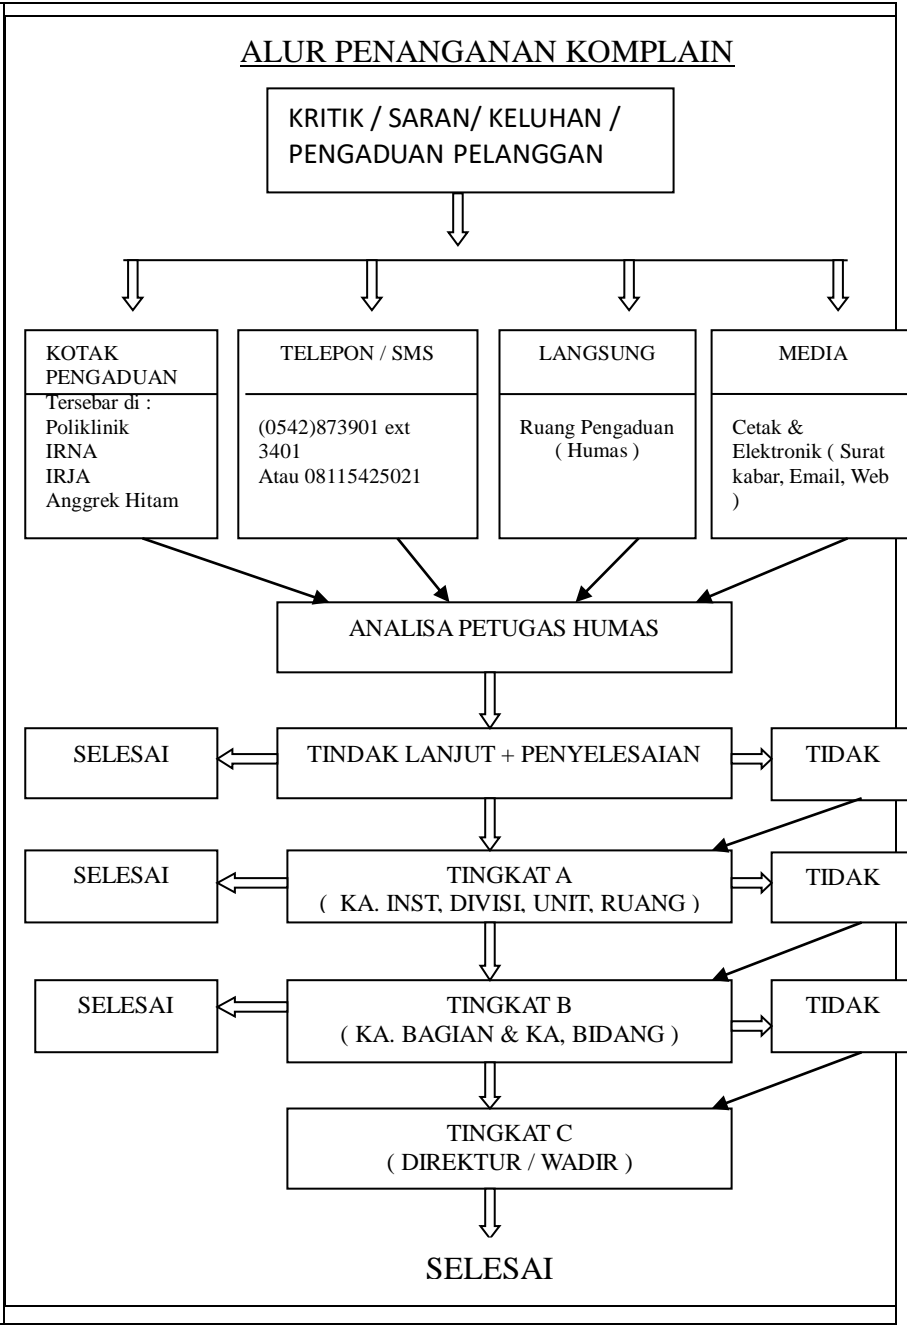 ALUR PENANGANAN KOMPLAIN
KRITIK / SARAN/ KELUHAN /
PENGADUAN PELANGGAN
KOTAK
PENGADUAN
Tersebar di :
Poliklinik
IRNA
IRJA
Anggrek Hitam
TELEPON / SMS
(0542)873901 ext
3401
Atau 08115425021
LANGSUNG
Ruang Pengaduan
( Humas )
MEDIA
Cetak &
Elektronik ( Surat
kabar, Email, Web
)
ANALISA PETUGAS HUMAS
SELESAI
TINDAK LANJUT + PENYELESAIAN
TIDAK
SELESAI
TINGKAT A
( KA. INST, DIVISI, UNIT, RUANG )
TIDAK
SELESAI
TINGKAT B
( KA. BAGIAN & KA, BIDANG )
TIDAK
TINGKAT C
( DIREKTUR / WADIR )
SELESAI